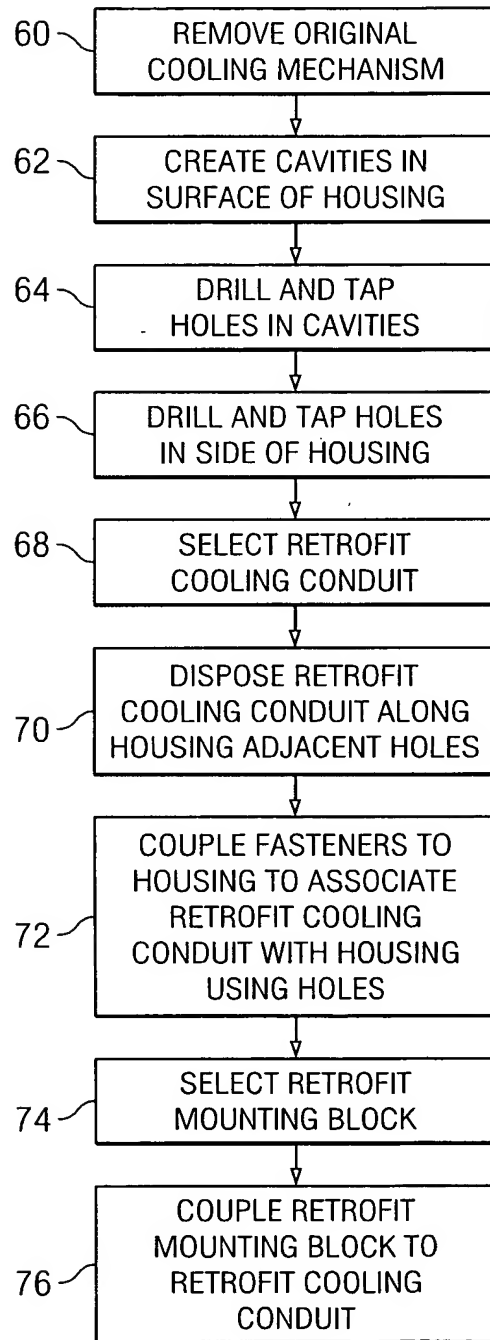 60
REMOVE ORIGINAL
COOLING MECHANISM
62
CREATE CAVITIES IN
SURFACE OF HOUSING
64
DRILL AND TAP
HOLES IN CAVITIES
66
DRILL AND TAP HOLES
IN SIDE OF HOUSING
68
SELECT RETROFIT
COOLING CONDUIT
70
DISPOSE RETROFIT
COOLING CONDUIT ALONG
HOUSING ADJACENT HOLES
72
COUPLE FASTENERS TO
HOUSING TO ASSOCIATE
RETROFIT COOLING
CONDUIT WITH HOUSING
USING HOLES
74
SELECT RETROFIT
MOUNTING BLOCK
76
COUPLE RETROFIT
MOUNTING BLOCK TO
RETROFIT COOLING
CONDUIT